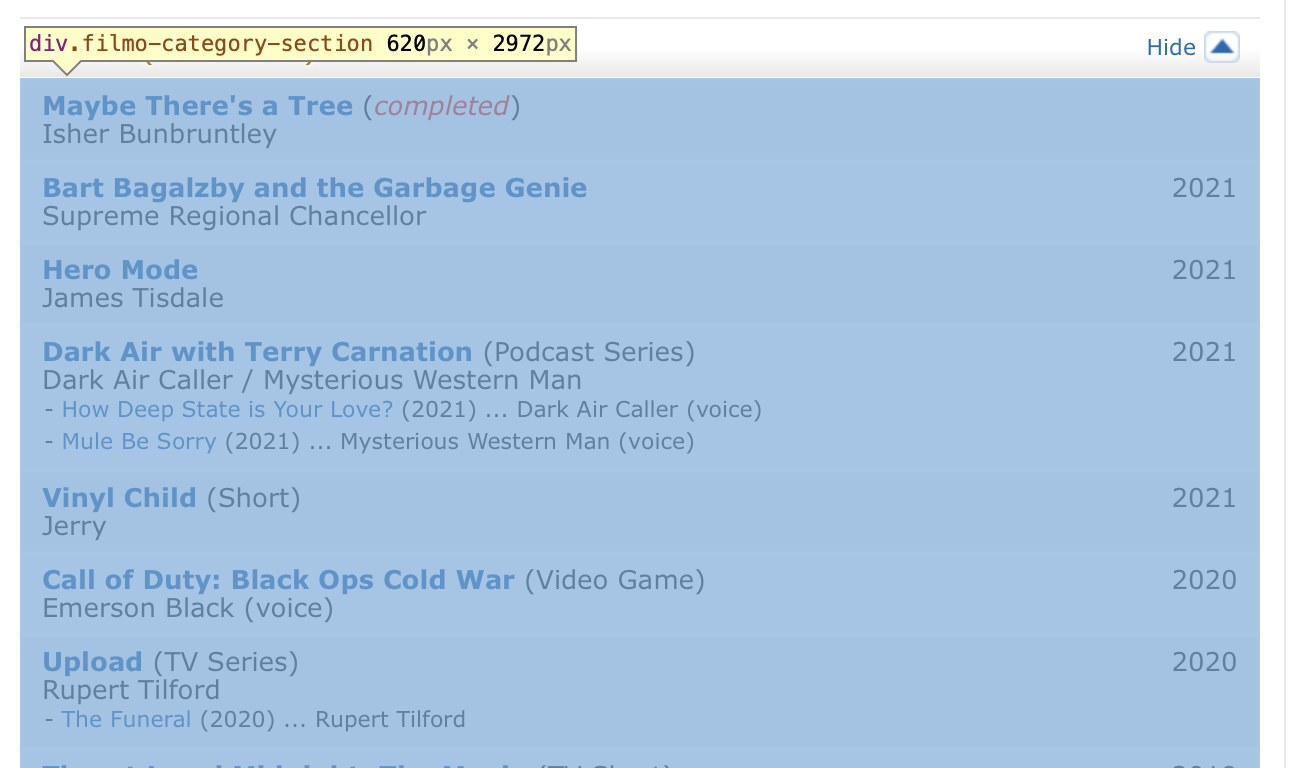 div.filmo-category-section 620px × 2972px
Hide
Maybe There's a Tree (completed)
Isher Bunbruntley
Bart Bagalzby and the Garbage Genie 2021
Supreme Regional Chancellor
Hero Mode 2021
James Tisdale
Dark Air with Terry Carnation (Podcast Series) 2021
Dark Air Caller / Mysterious Western Man
- How Deep State is Your Love? (2021) ... Dark Air Caller (voice)
- Mule Be Sorry (2021) ... Mysterious Western Man (voice)
Vinyl Child (Short) 2021
Jerry
Call of Duty: Black Ops Cold War (Video Game) 2020
Emerson Black (voice)
Upload (TV Series) 2020
Rupert Tilford
- The Funeral (2020) ... Rupert Tilford